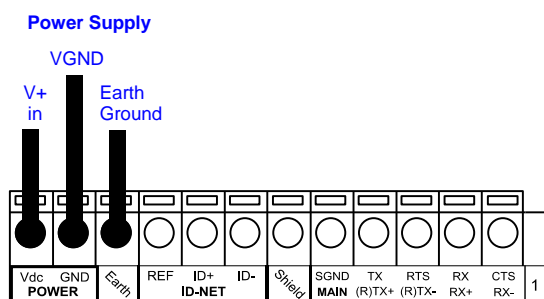 Power Supply
VGND
V+
in
Earth
Ground
Vdc GND Earth REF ID+ ID- Shield SGND TX RTS RX CTS
POWER ID-NET MAIN (R)TX+ (R)TX- RX+ RX- 1